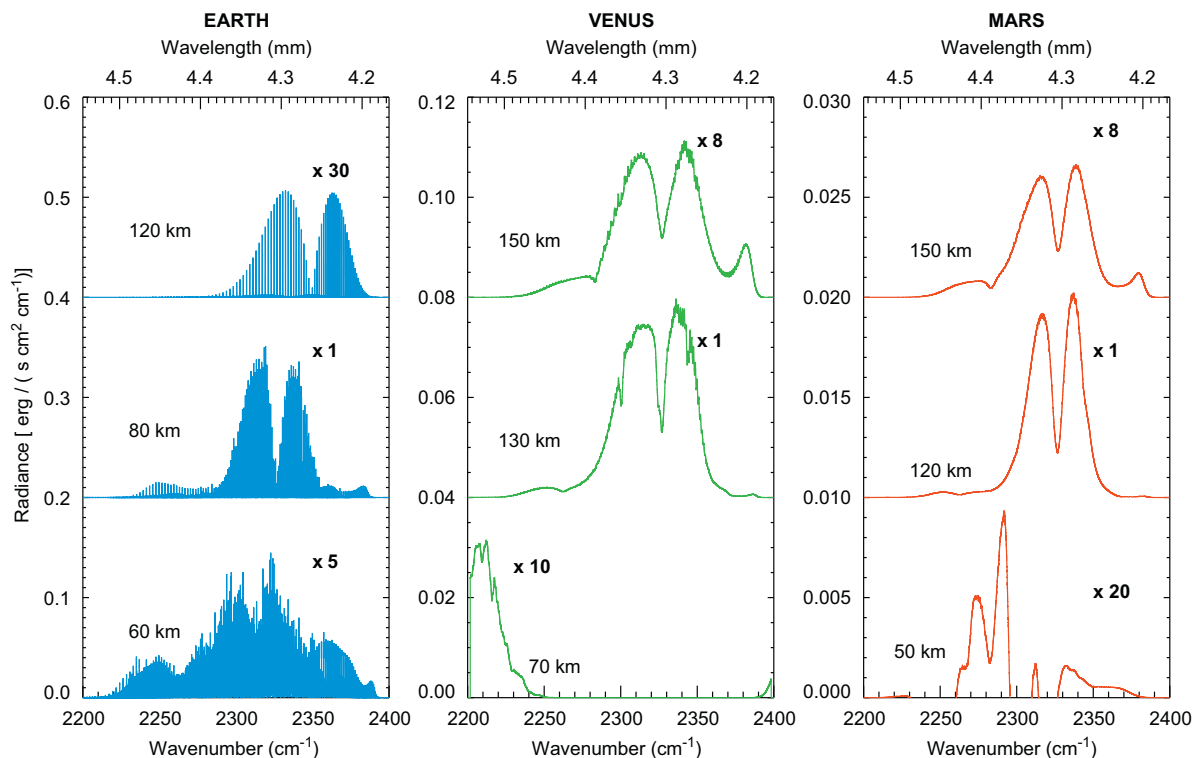 EARTH
Wavelength (mm)
4.5 4.4 4.3 4.2
0.6
0.5
0.4
0.3
0.2
0.1
0.0
Radiance [ erg / ( s cm² cm⁻¹)]
x 30
120 km
x 1
80 km
x 5
60 km
2200 2250 2300 2350 2400
Wavenumber (cm⁻¹)
VENUS
Wavelength (mm)
4.5 4.4 4.3 4.2
0.12
0.10
0.08
0.06
0.04
0.02
0.00
x 8
150 km
x 1
130 km
x 10
70 km
2200 2250 2300 2350 2400
Wavenumber (cm⁻¹)
MARS
Wavelength (mm)
4.5 4.4 4.3 4.2
0.030
0.025
0.020
0.015
0.010
0.005
0.000
x 8
150 km
x 1
120 km
x 20
50 km
2200 2250 2300 2350 2400
Wavenumber (cm⁻¹)